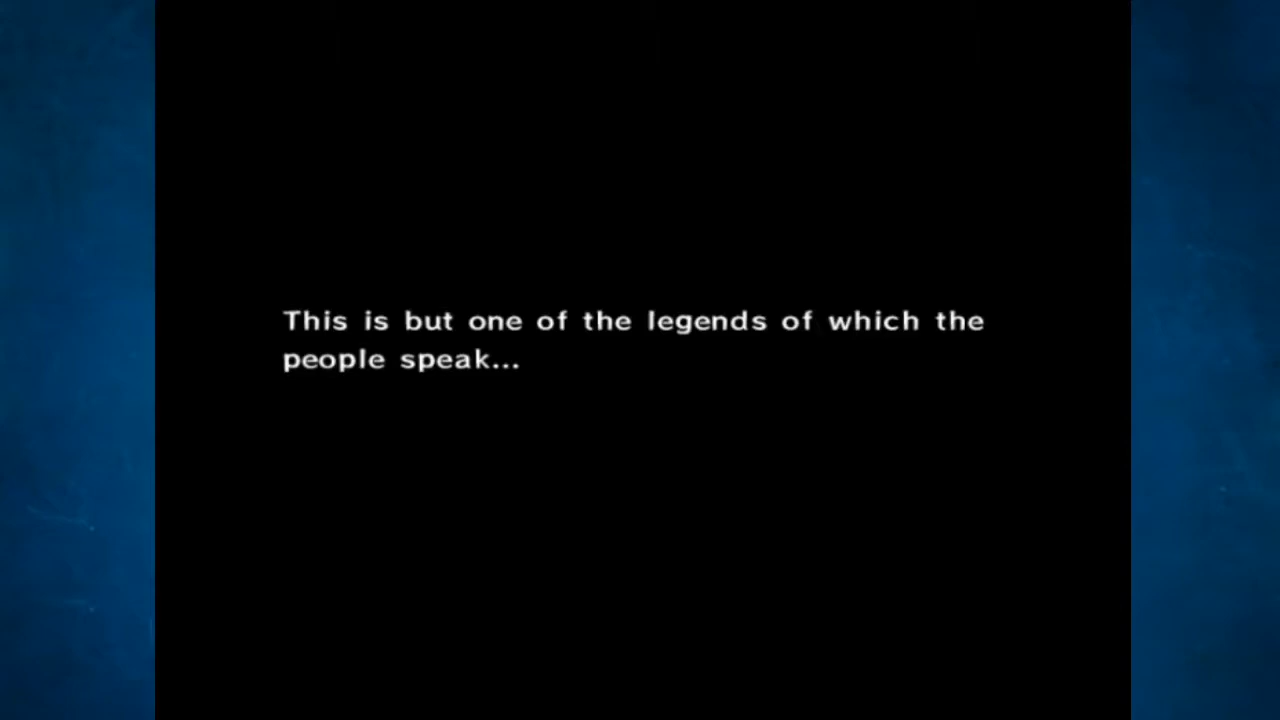 This is but one of the legends of which the
people speak...